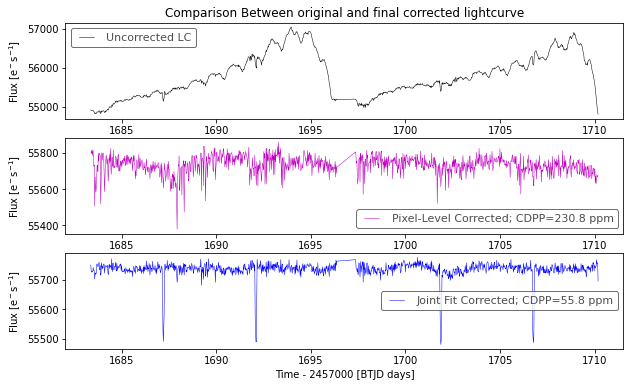 Comparison Between original and final corrected lightcurve
Flux [e⁻ s⁻¹]
57000
56000
55000
Uncorrected LC
1685 1690 1695 1700 1705 1710
Flux [e⁻ s⁻¹]
55800
55600
55400
Pixel-Level Corrected; CDPP=230.8 ppm
1685 1690 1695 1700 1705 1710
Flux [e⁻ s⁻¹]
55700
55600
55500
Joint Fit Corrected; CDPP=55.8 ppm
1685 1690 1695 1700 1705 1710
Time - 2457000 [BTJD days]